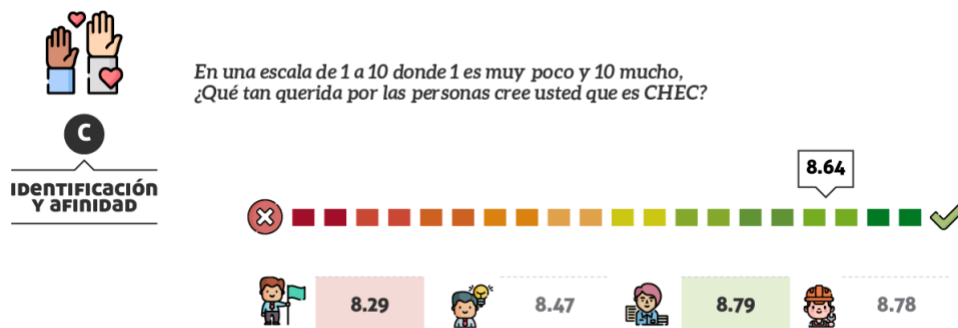 En una escala de 1 a 10 donde 1 es muy poco y 10 mucho,
¿Qué tan querida por las personas cree usted que es CHEC?
C
Identificación
y afinidad
8.64
8.29
8.47
8.79
8.78